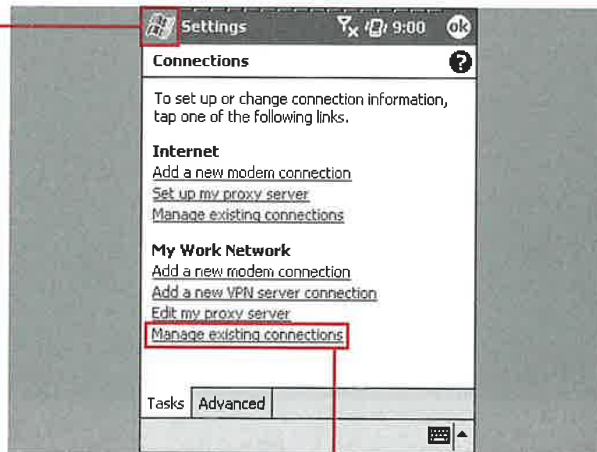 Settings 9:00 ok
Connections ?
To set up or change connection information,
tap one of the following links.
Internet
Add a new modem connection
Set up my proxy server
Manage existing connections
My Work Network
Add a new modem connection
Add a new VPN server connection
Edit my proxy server
Manage existing connections
Tasks Advanced